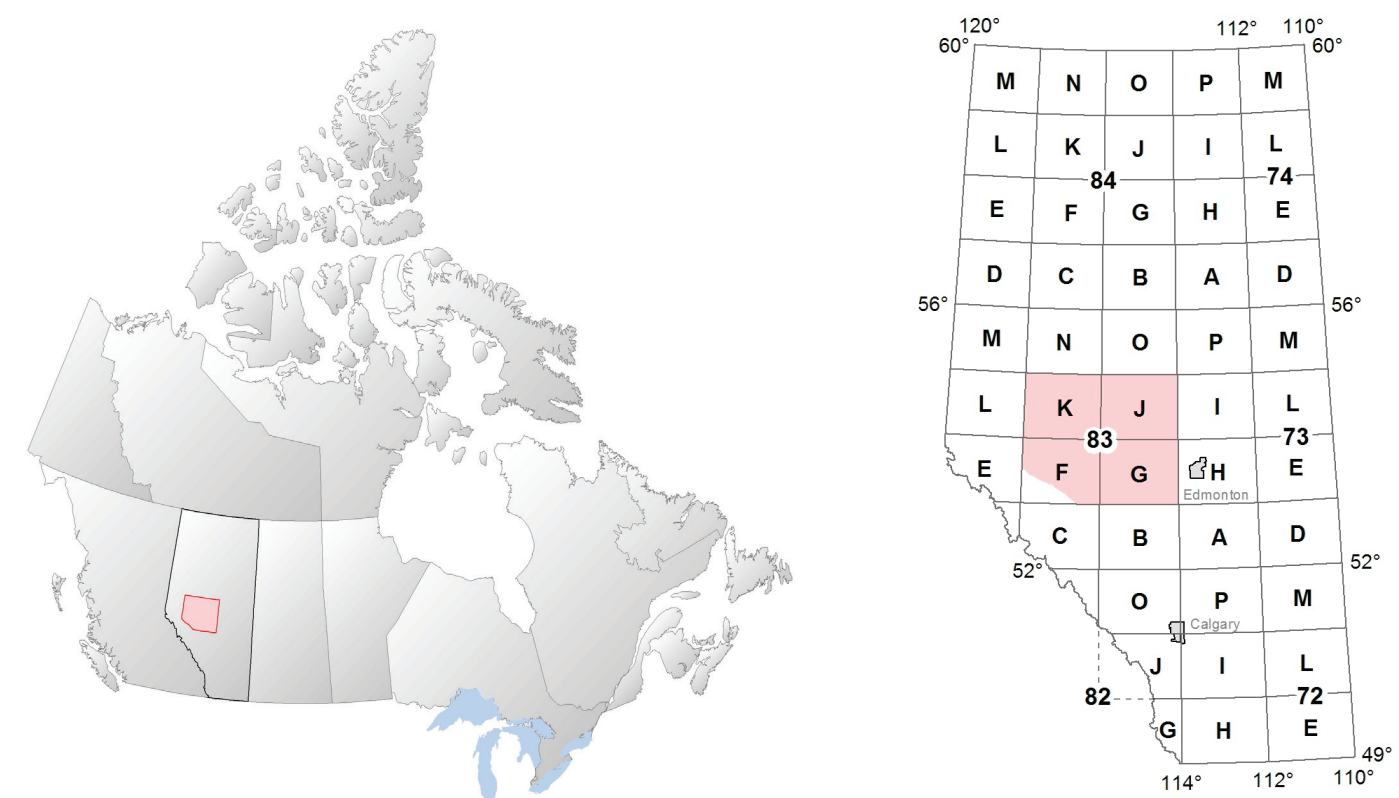 120° 112° 110°
60° 60°
M N O P M
L K J I L
84 74
E F G H E
D C B A D
56° 56°
M N O P M
L K J I L
83 73
E F G H E
Edmonton
C B A D
52° 52°
O P M
Calgary
J I L
82 72
G H E
49°
114° 112° 110°